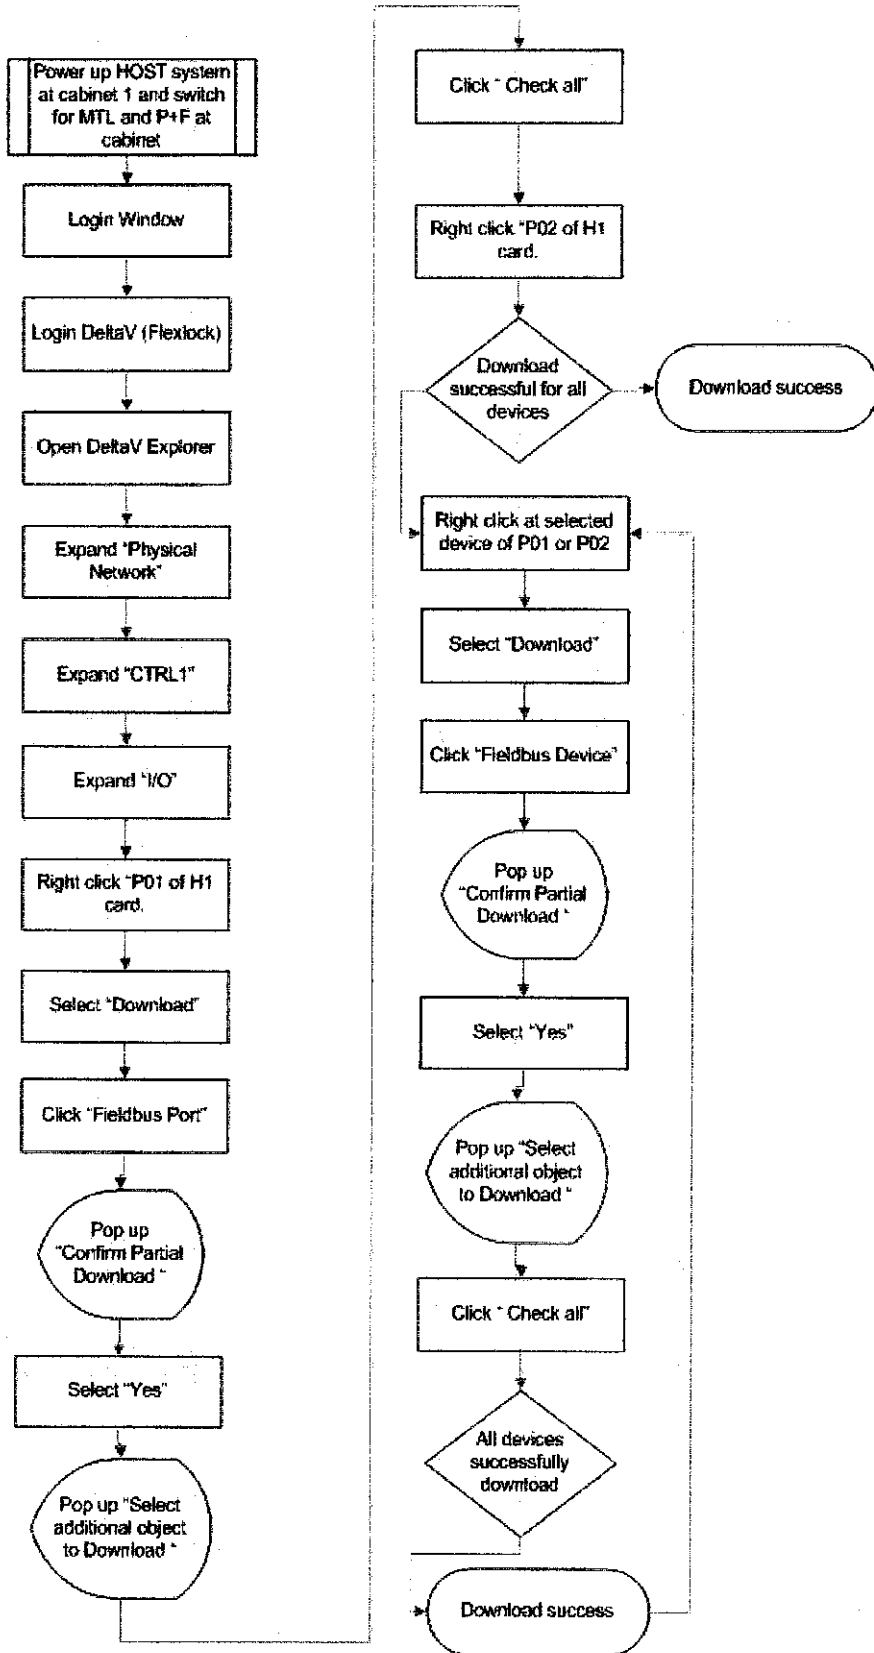 Power up HOST system
at cabinet 1 and switch
for MTL and P+F at
cabinet
Login Window
Login DeltaV (Flexlock)
Open DeltaV Explorer
Expand "Physical
Network"
Expand "CTRL1"
Expand "I/O"
Right click "P01 of H1
card.
Select "Download"
Click "Fieldbus Port"
Pop up
"Confirm Partial
Download "
Select "Yes"
Pop up "Select
additional object
to Download "
Click " Check all"
Right click "P02 of H1
card.
Download
successful for all
devices
Download success
Right click at selected
device of P01 or P02
Select "Download"
Click "Fieldbus Device"
Pop up
"Confirm Partial
Download "
Select "Yes"
Pop up "Select
additional object
to Download "
Click " Check all"
All devices
successfully
download
Download success